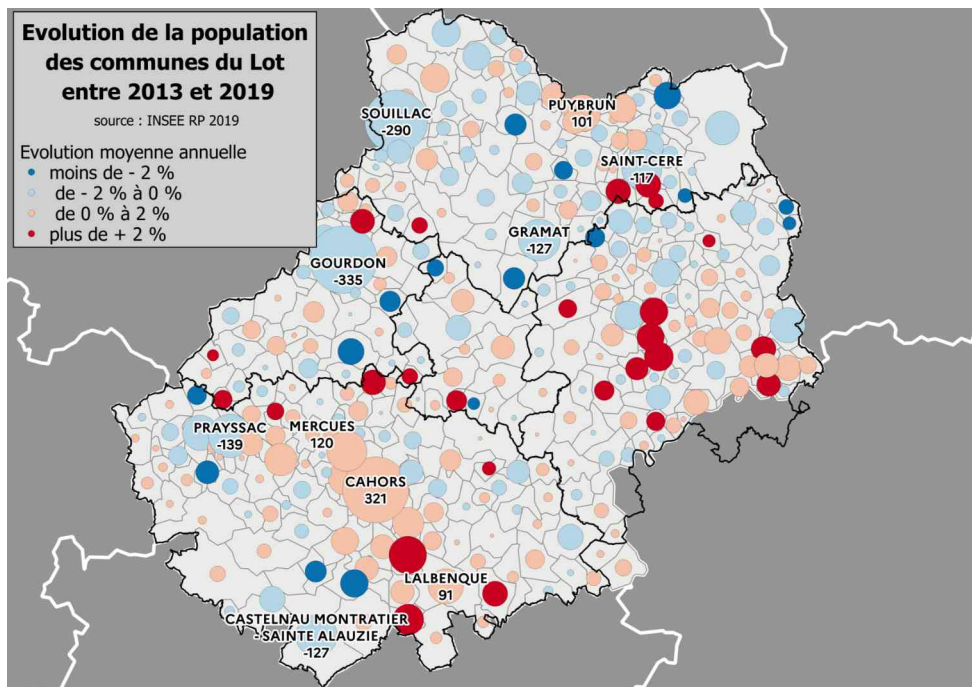 Evolution de la population
des communes du Lot
entre 2013 et 2019
source : INSEE RP 2019
Evolution moyenne annuelle
moins de - 2 %
de - 2 % à 0 %
de 0 % à 2 %
plus de + 2 %
PUYBRUN
101
SOUILLAC
-290
SAINT-CERE
-117
GRAMAT
-127
GOURDON
-335
PRAYSSAC
-139
MERCUES
120
CAHORS
321
LALBENQUE
91
CASTELNAU MONTRATIER
- SAINTE ALAUZIE
-127